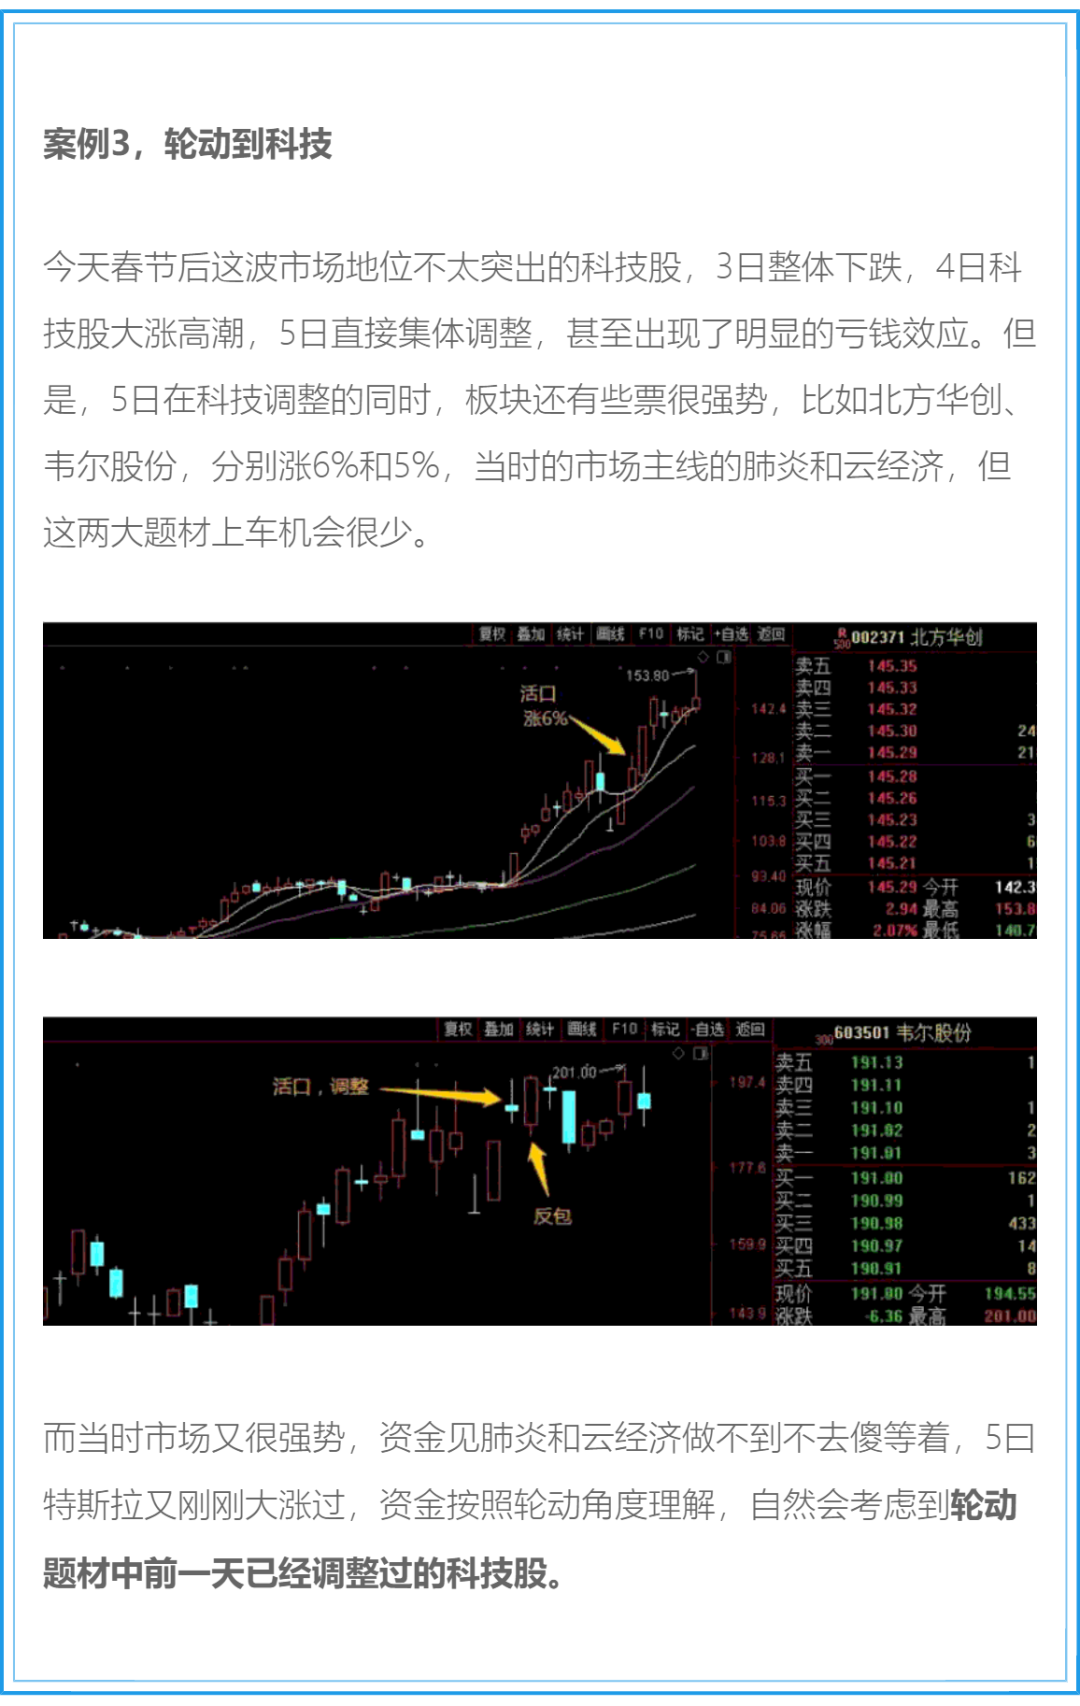 案例3，轮动到科技
今天春节后这波市场地位不太突出的科技股，3日整体下跌，4日科
技股大涨高潮，5日直接集体调整，甚至出现了明显的亏钱效应。但
是，5日在科技调整的同时，板块还有些票很强势，比如北方华创、
韦尔股份，分别涨6%和5%，当时的市场主线的肺炎和云经济，但
这两大题材上车机会很少。
复权 叠加 统计 画线 F10 标记 +自选 返回 R 500 002371 北方华创
153.80
活口
涨6%
142.4
128.1
115.3
103.8
93.40
84.06
75.66
卖五 145.35
卖四 145.33
卖三 145.32
卖二 145.30 24
卖一 145.29 21
买一 145.28
买二 145.26
买三 145.23 3
买四 145.22 6
买五 145.21 1
现价 145.29 今开 142.3
涨跌 2.94 最高 153.8
涨幅 2.07% 最低 140.7
复权 叠加 统计 画线 F10 标记 -自选 返回 300 603501 韦尔股份
201.00
活口，调整
反包
197.4
177.6
159.9
143.9
卖五 191.13 1
卖四 191.11
卖三 191.10 1
卖二 191.02 2
卖一 191.01 3
买一 191.00 162
买二 190.99 1
买三 190.98 433
买四 190.97 14
买五 190.91 8
现价 191.00 今开 194.55
涨跌 -6.36 最高 201.00
而当时市场又很强势，资金见肺炎和云经济做不到不去傻等着，5日
特斯拉又刚刚大涨过，资金按照轮动角度理解，自然会考虑到轮动
题材中前一天已经调整过的科技股。